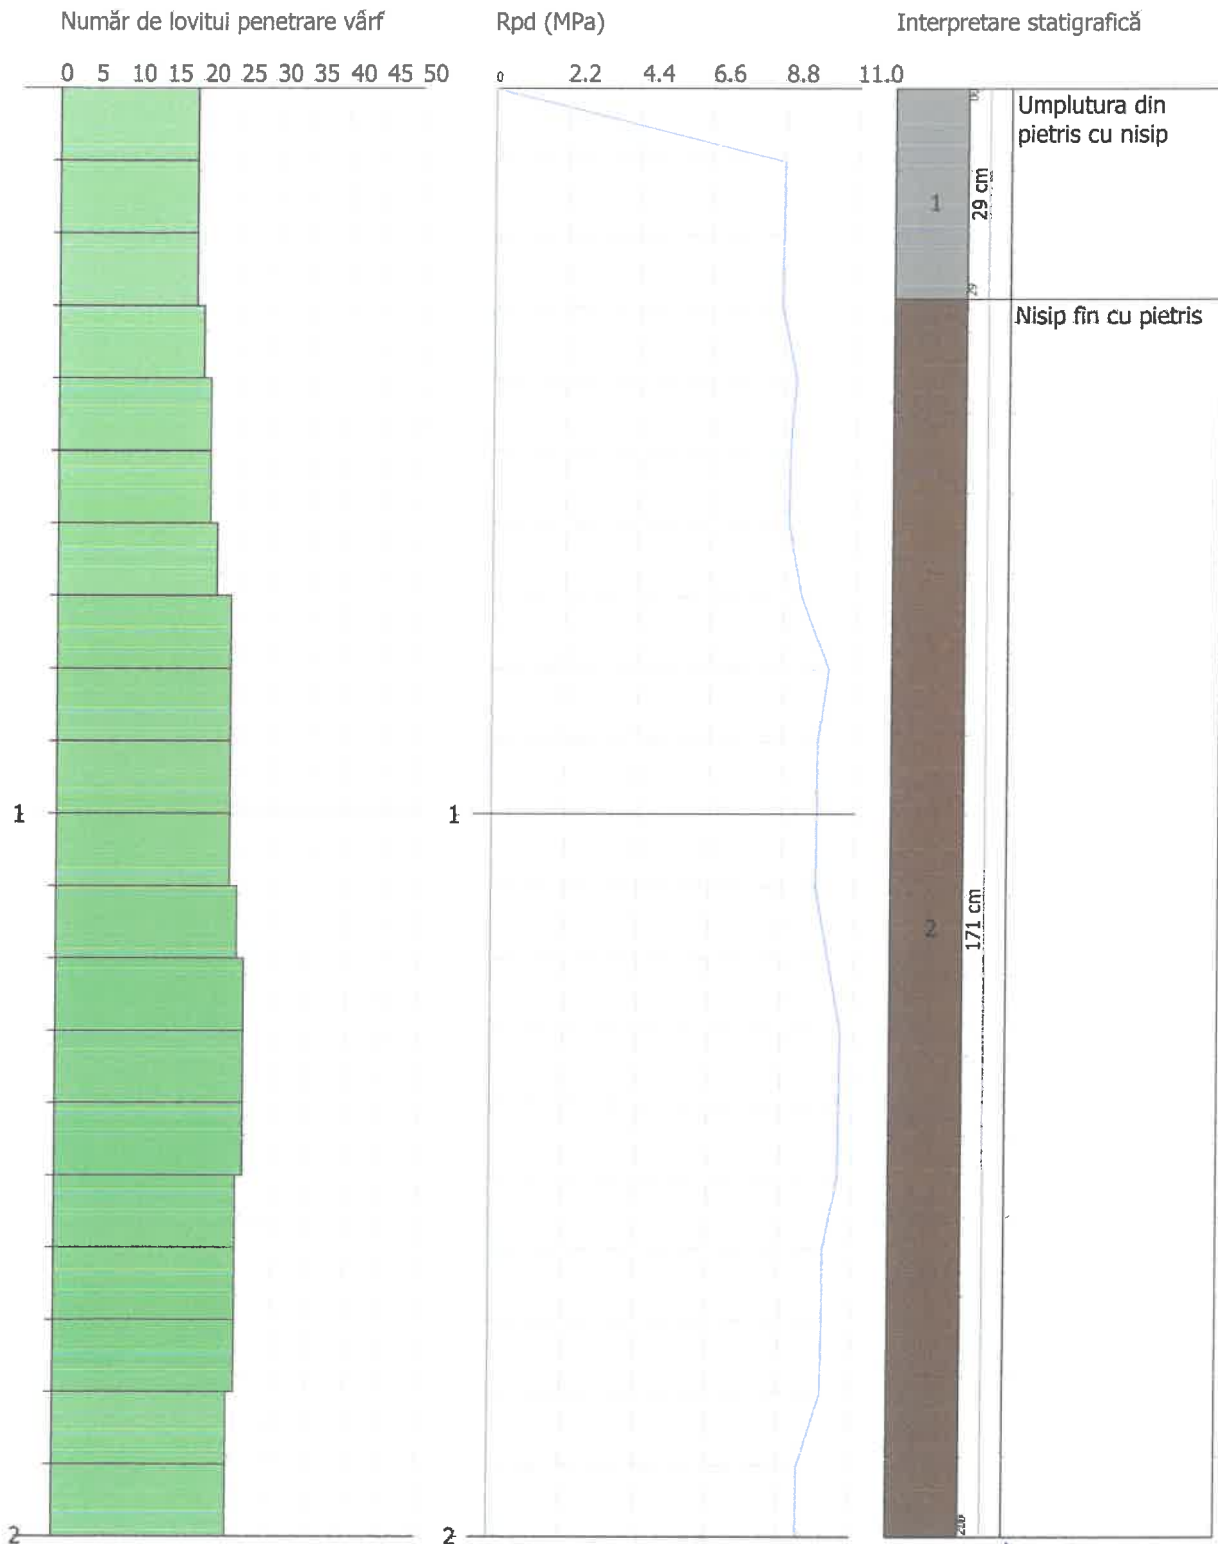 Număr de lovitui penetrare vârf
Rpd (MPa)
Interpretare statigrafică
0 5 10 15 20 25 30 35 40 45 50
0 2.2 4.4 6.6 8.8 11.0
Umplutura din
pietris cu nisip
1
29 cm
29
Nisip fin cu pietris
1
1
2
171 cm
200
2
2